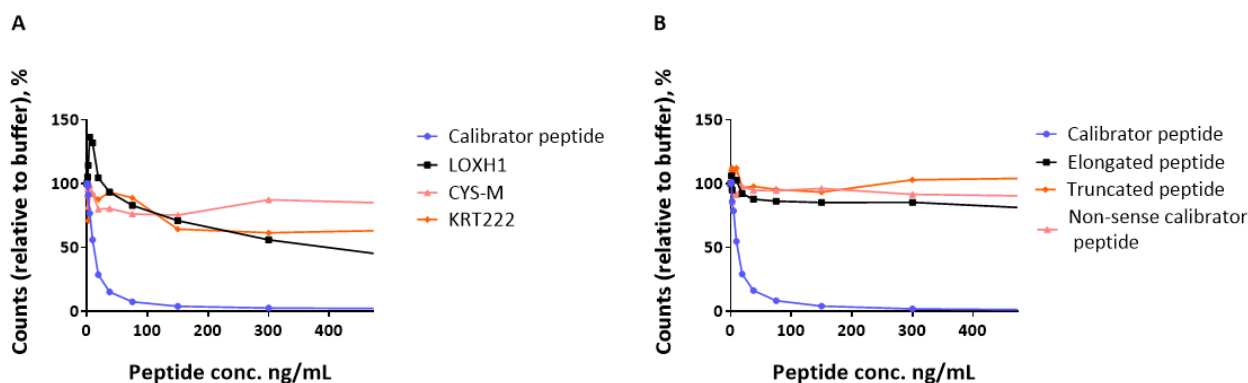 A
Counts (relative to buffer), %
150
100
50
0
0 100 200 300 400
Peptide conc. ng/mL
Calibrator peptide
LOXH1
CYS-M
KRT222
B
Counts (relative to buffer), %
150
100
50
0
0 100 200 300 400
Peptide conc. ng/mL
Calibrator peptide
Elongated peptide
Truncated peptide
Non-sense calibrator
peptide